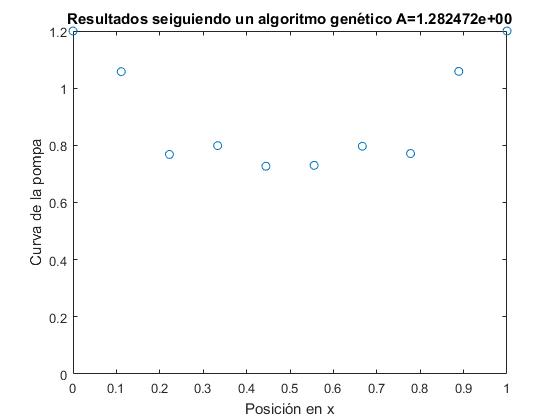 Resultados seiguiendo un algoritmo genético A=1.282472e+00
1.2
1
0.8
0.6
0.4
0.2
0
Curva de la pompa
0 0.1 0.2 0.3 0.4 0.5 0.6 0.7 0.8 0.9 1
Posición en x